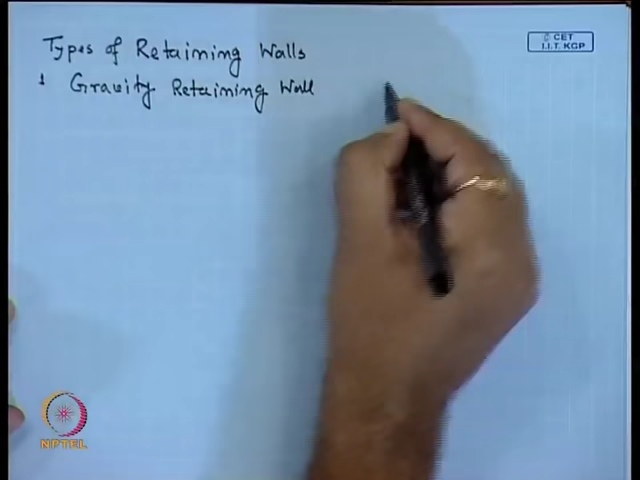 Types of Retaining Walls
1 Gravity Retaining Wall
© CET
I.I.T. KGP
NPTEL